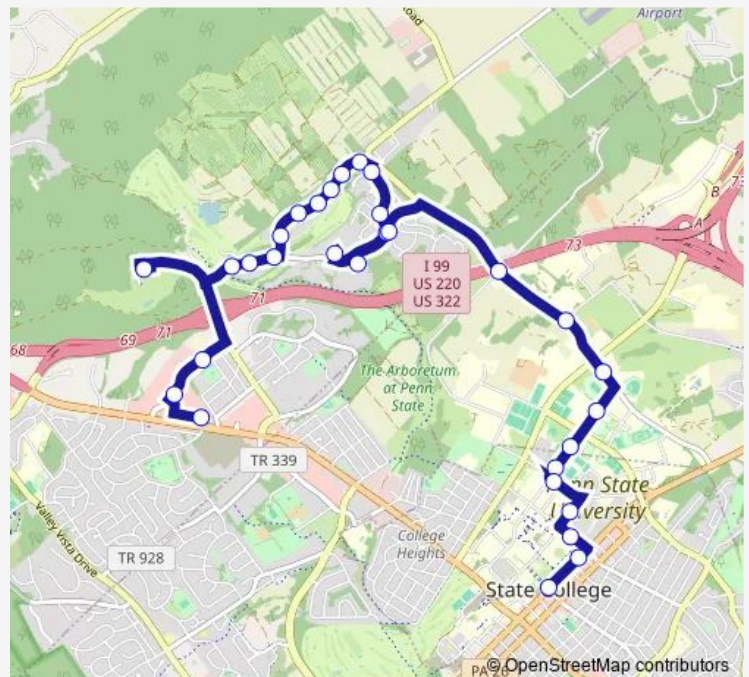 Airport
Road
B
A
73
73
I 99
US 220
US 322
71
71
69
68
The Arboretum
at Penn
State
TR 339
Penn State
University
Valley Vista Drive
College
Heights
TR 928
State College
PA 26
© OpenStreetMap contributors